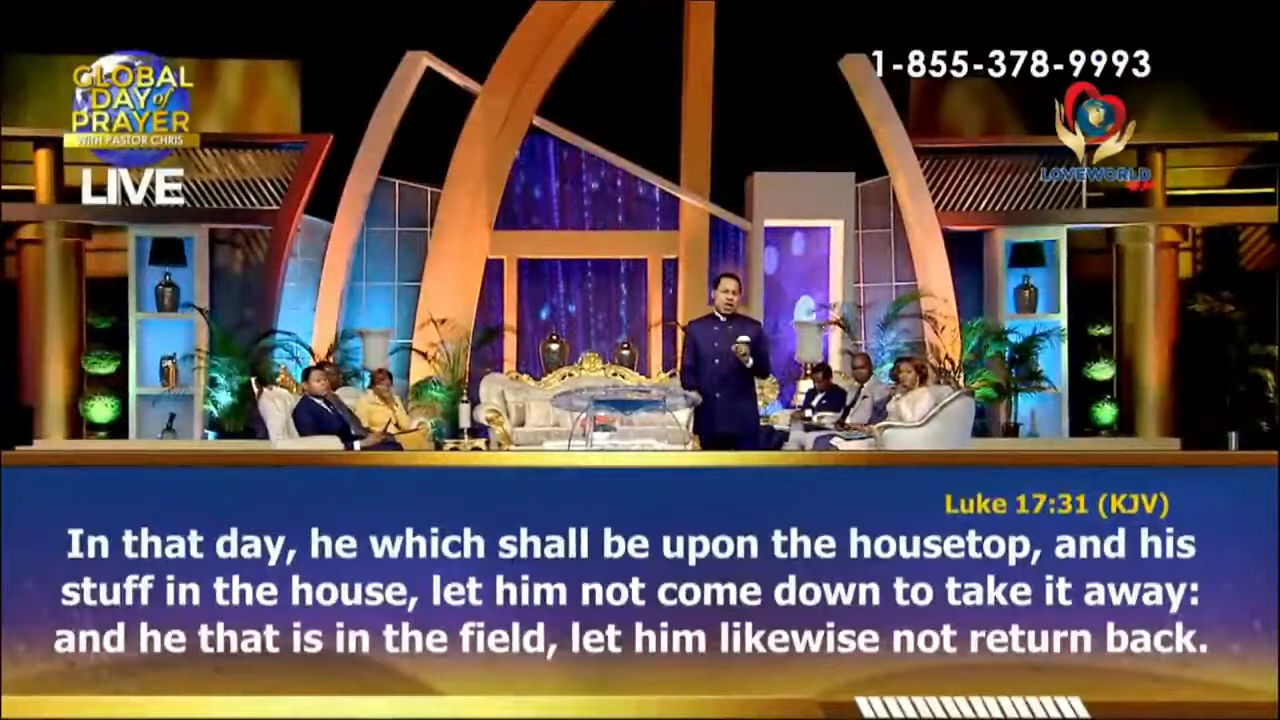 GLOBAL
DAY of
PRAYER
WITH PASTOR CHRIS
LIVE
1-855-378-9993
LOVEWORLD
Luke 17:31 (KJV)
In that day, he which shall be upon the housetop, and his
stuff in the house, let him not come down to take it away:
and he that is in the field, let him likewise not return back.